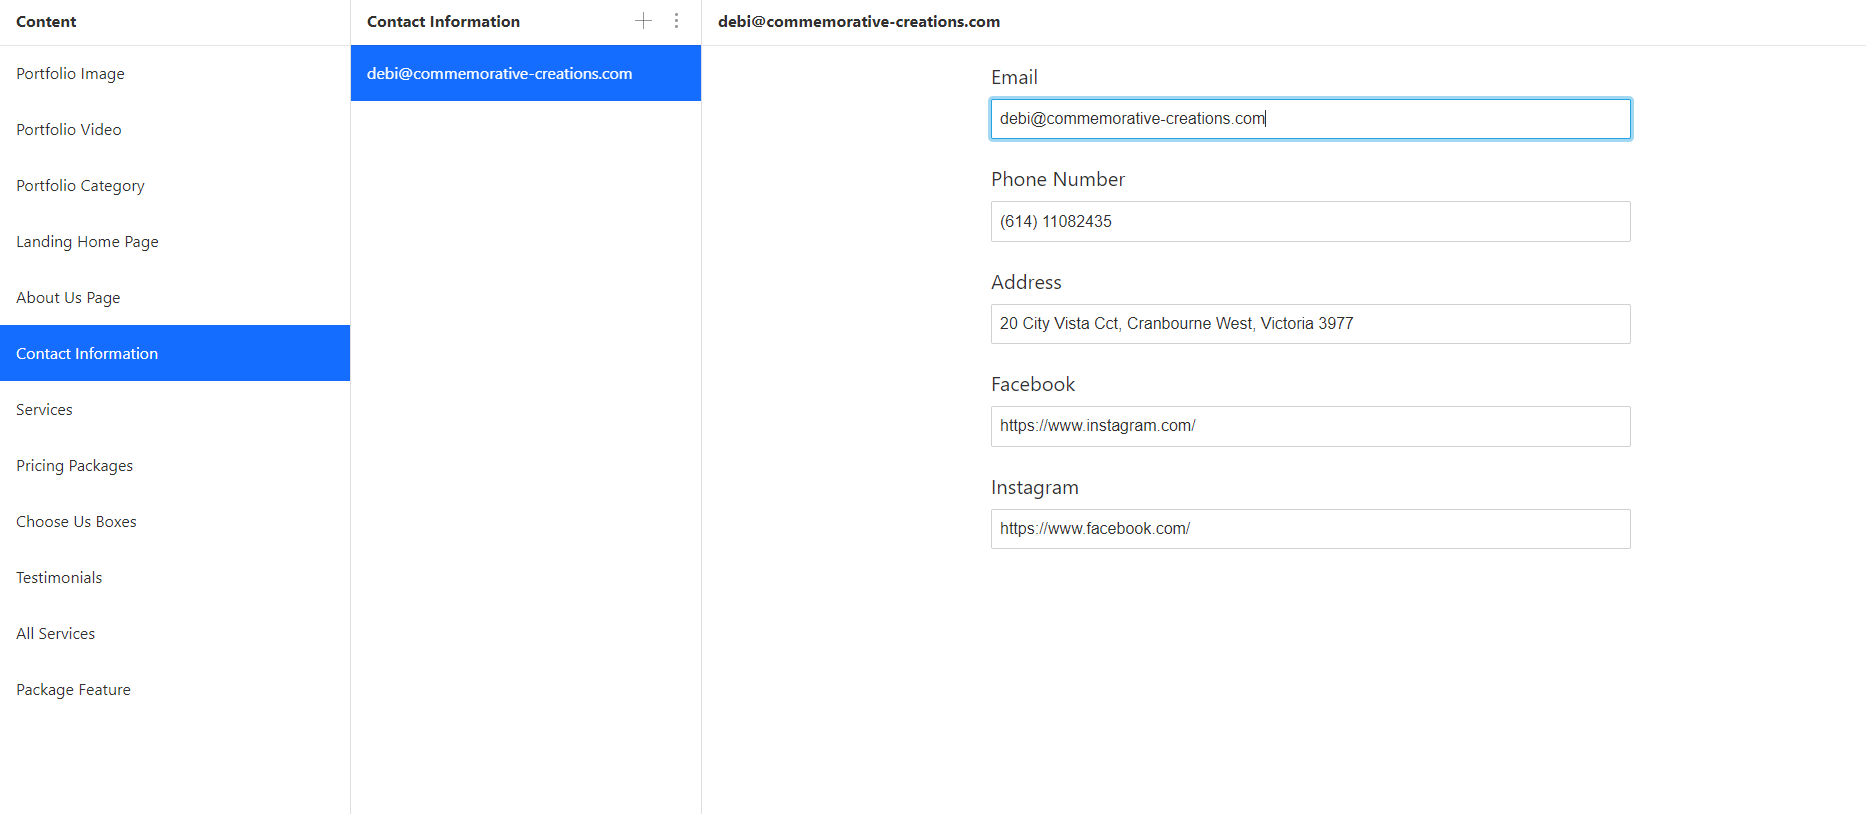 Content
Portfolio Image
Portfolio Video
Portfolio Category
Landing Home Page
About Us Page
Contact Information
Services
Pricing Packages
Choose Us Boxes
Testimonials
All Services
Package Feature
Contact Information
debi@commemorative-creations.com
debi@commemorative-creations.com
Email
debi@commemorative-creations.com
Phone Number
(614) 11082435
Address
20 City Vista Cct, Cranbourne West, Victoria 3977
Facebook
https://www.instagram.com/
Instagram
https://www.facebook.com/